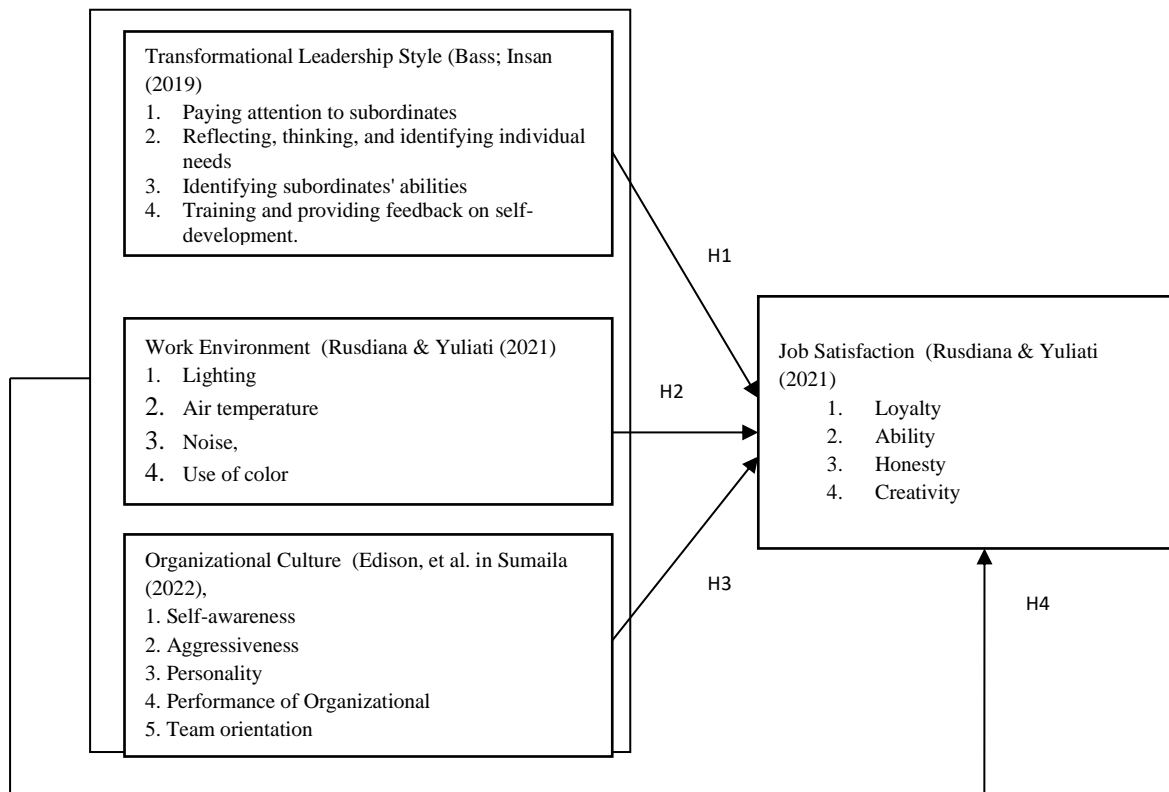 Transformational Leadership Style (Bass; Insan
(2019)
1. Paying attention to subordinates
2. Reflecting, thinking, and identifying individual
needs
3. Identifying subordinates' abilities
4. Training and providing feedback on self-
development.
H1
Work Environment (Rusdiana & Yuliati (2021)
1. Lighting
2. Air temperature
3. Noise,
4. Use of color
H2
Job Satisfaction (Rusdiana & Yuliati
(2021)
1. Loyalty
2. Ability
3. Honesty
4. Creativity
Organizational Culture (Edison, et al. in Sumaila
(2022),
1. Self-awareness
2. Aggressiveness
3. Personality
4. Performance of Organizational
5. Team orientation
H3
H4